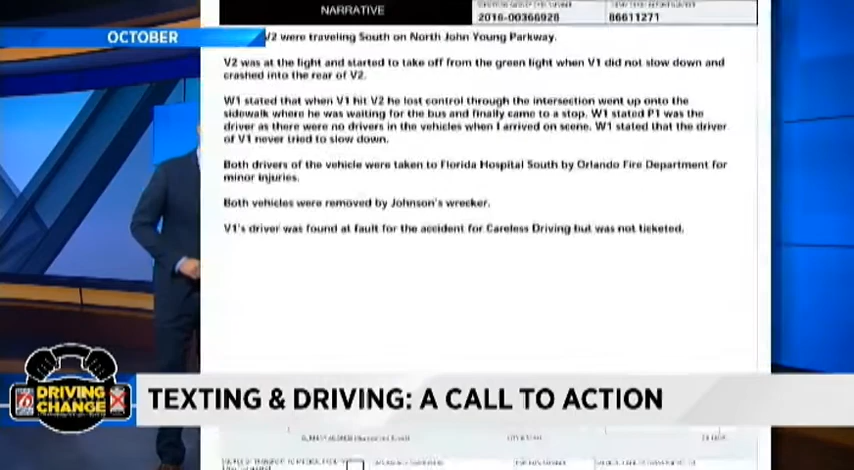 NARRATIVE
2016-00366928
86611271
OCTOBER
V2 were traveling South on North John Young Parkway.
V2 was at the light and started to take off from the green light when V1 did not slow down and
crashed into the rear of V2.
W1 stated that when V1 hit V2 he lost control through the intersection went up onto the
sidewalk where he was waiting for the bus and finally came to a stop. W1 stated P1 was the
driver as there were no drivers in the vehicles when I arrived on scene. W1 stated that the driver
of V1 never tried to slow down.
Both drivers of the vehicle were taken to Florida Hospital South by Orlando Fire Department for
minor injuries.
Both vehicles were removed by Johnson's wrecker.
V1's driver was found at fault for the accident for Careless Driving but was not ticketed.
DRIVING
CHANGE
6
TEXTING & DRIVING: A CALL TO ACTION